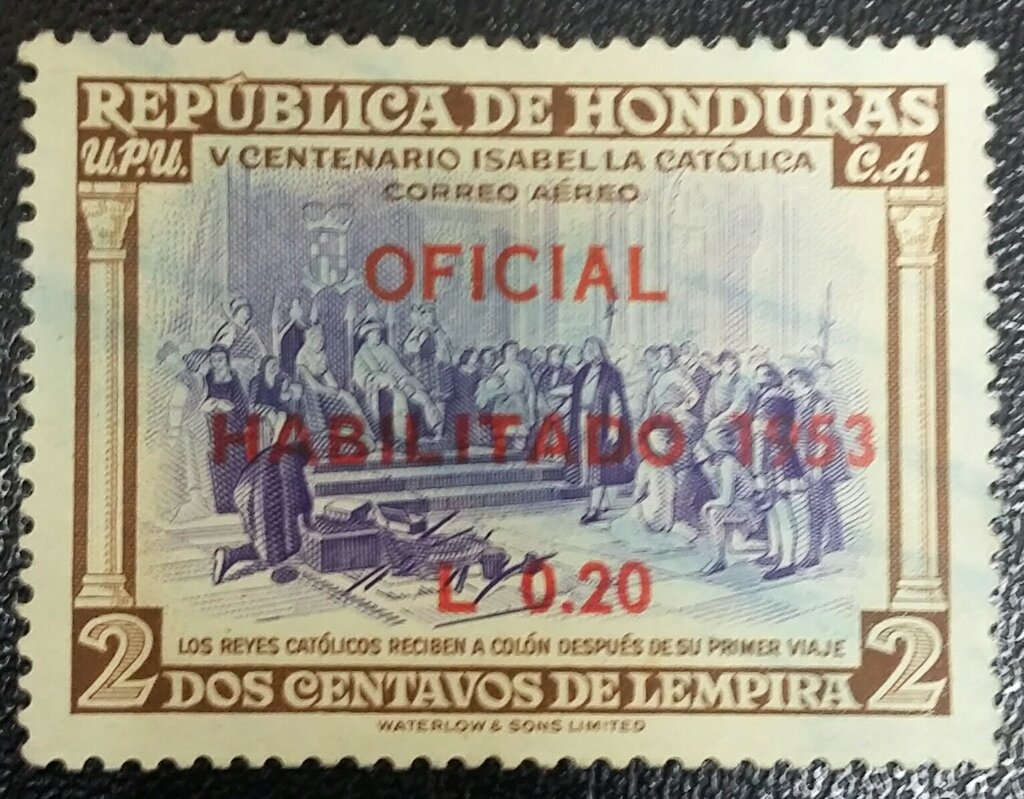 REPÚBLICA DE HONDURAS
U.P.U. V CENTENARIO ISABEL LA CATÓLICA C.A.
CORREO AÉREO
OFICIAL
HABILITADO 1953
L 0.20
LOS REYES CATÓLICOS RECIBEN A COLÓN DESPUÉS DE SU PRIMER VIAJE
2 DOS CENTAVOS DE LEMPIRA 2
WATERLOW & SONS LIMITED